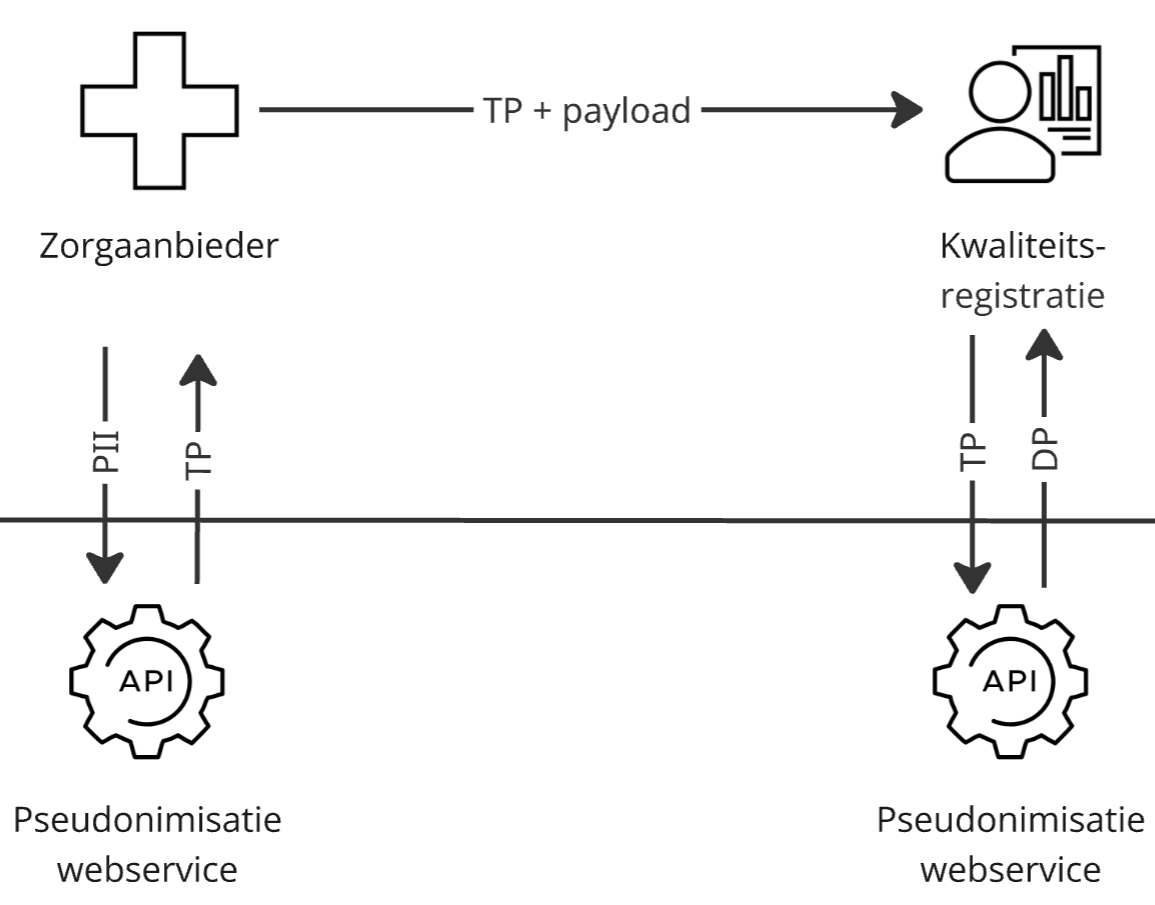 TP + payload
Zorgaanbieder
Kwaliteits-
registratie
PII
TP
TP
DP
API
API
Pseudonimisatie
webservice
Pseudonimisatie
webservice